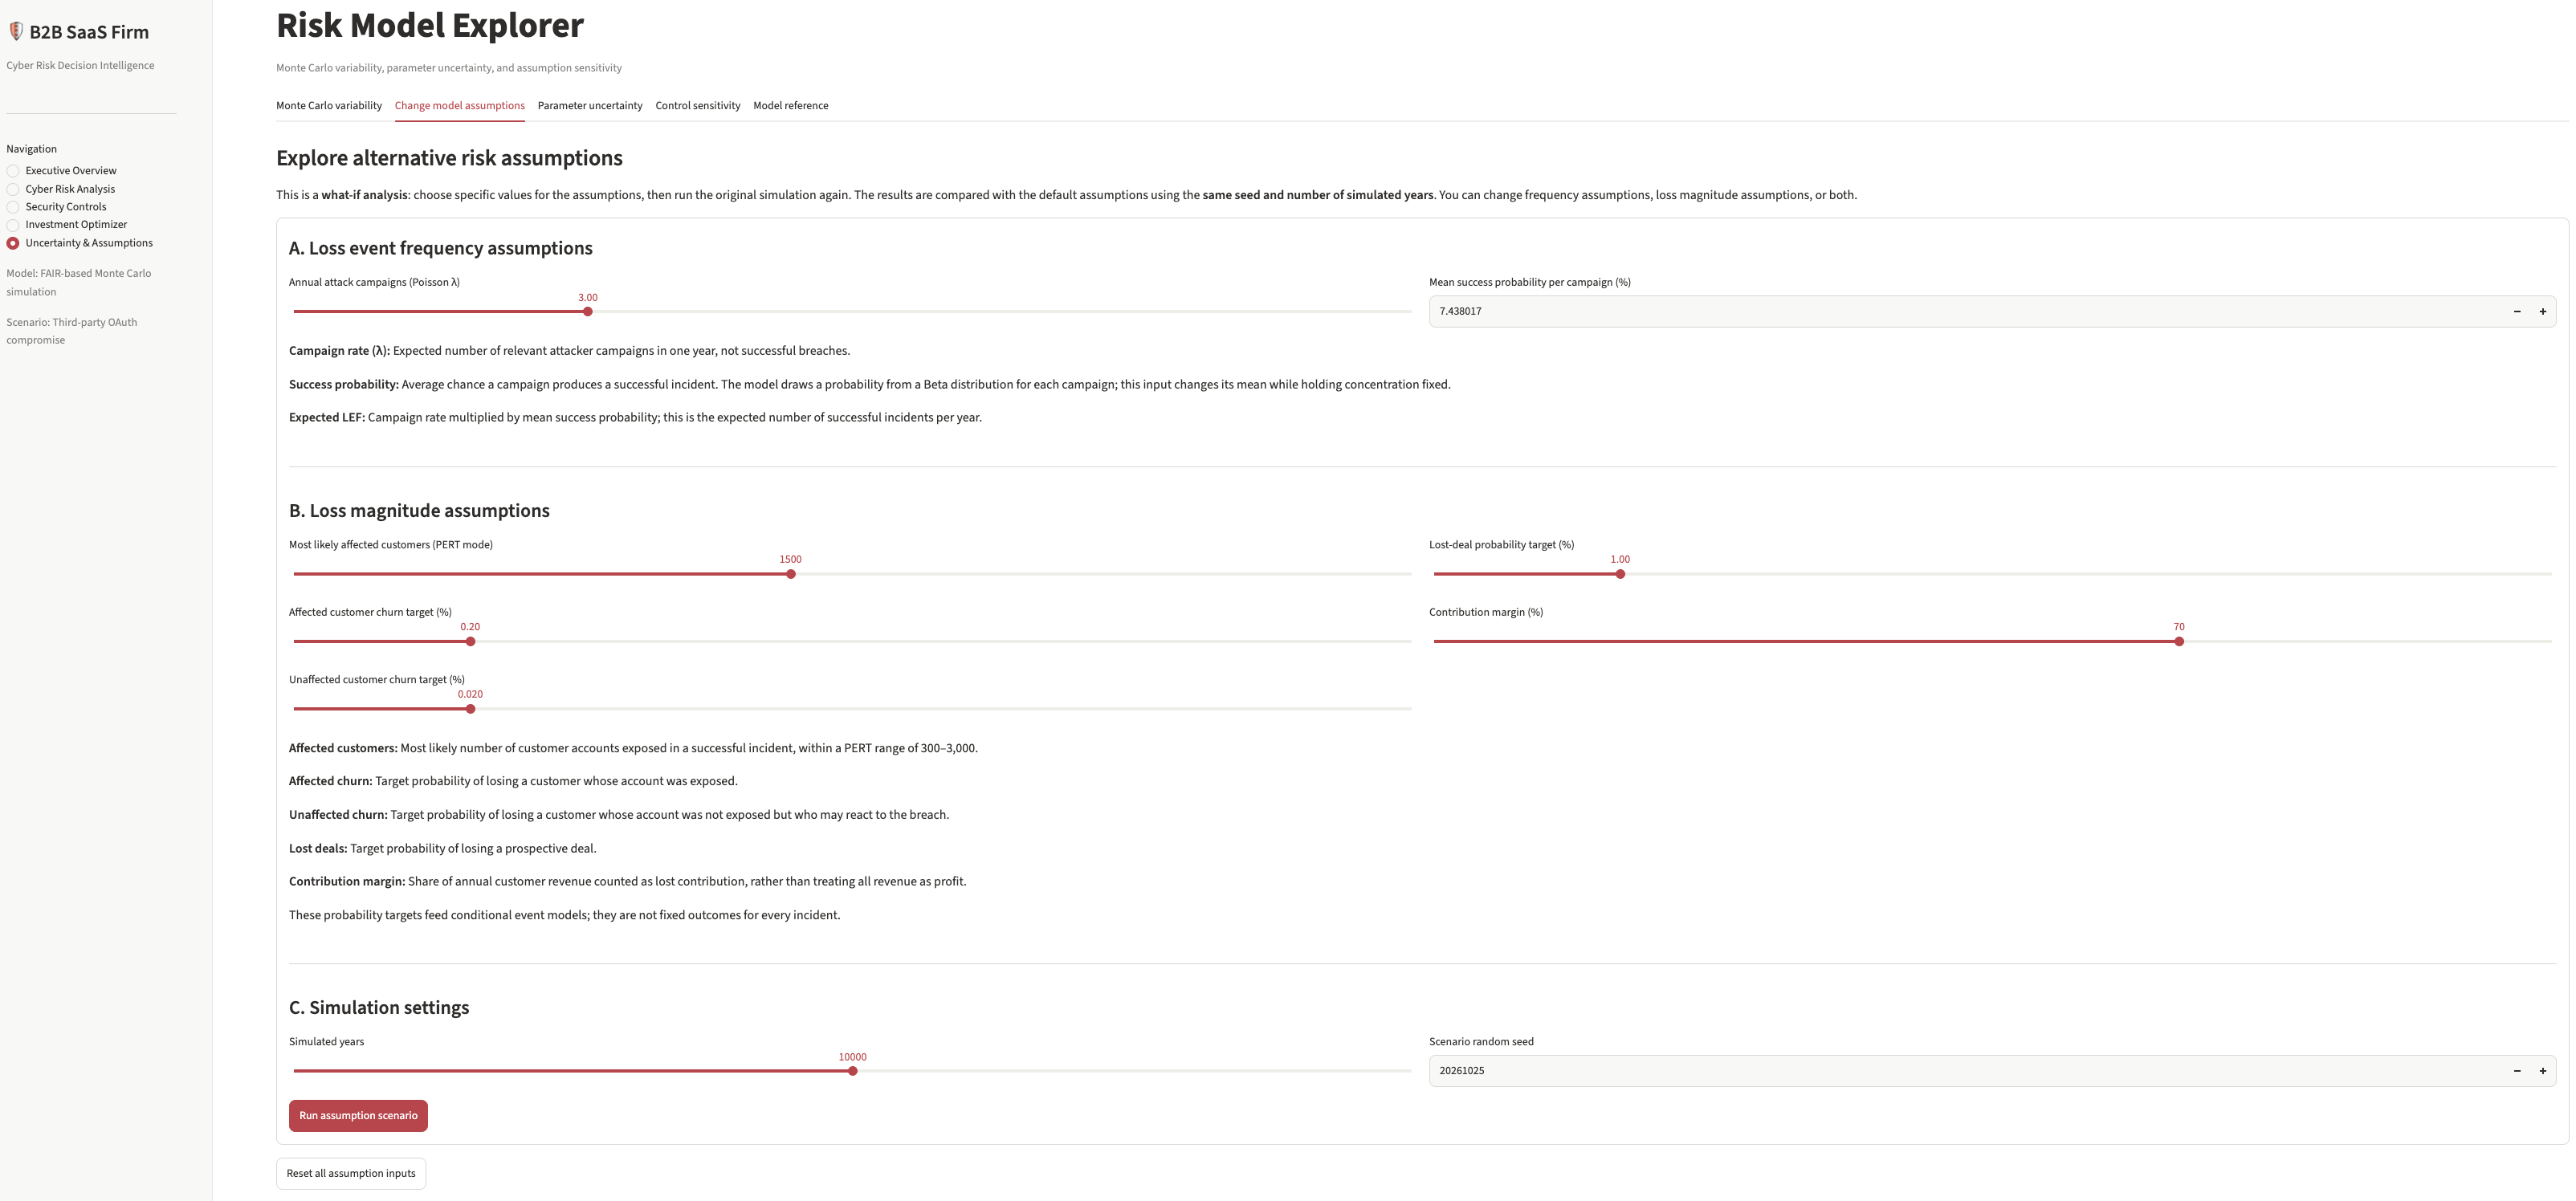 B2B SaaS Firm
Cyber Risk Decision Intelligence
Navigation
Executive Overview
Cyber Risk Analysis
Security Controls
Investment Optimizer
Uncertainty & Assumptions
Model: FAIR-based Monte Carlo
simulation
Scenario: Third-party OAuth
compromise
Risk Model Explorer
Monte Carlo variability, parameter uncertainty, and assumption sensitivity
Monte Carlo variability Change model assumptions Parameter uncertainty Control sensitivity Model reference
Explore alternative risk assumptions
This is a what-if analysis: choose specific values for the assumptions, then run the original simulation again. The results are compared with the default assumptions using the same seed and number of simulated years. You can change frequency assumptions, loss magnitude assumptions, or both.
A. Loss event frequency assumptions
Annual attack campaigns (Poisson λ)
3.00
Mean success probability per campaign (%)
7.438017 − +
Campaign rate (λ): Expected number of relevant attacker campaigns in one year, not successful breaches.
Success probability: Average chance a campaign produces a successful incident. The model draws a probability from a Beta distribution for each campaign; this input changes its mean while holding concentration fixed.
Expected LEF: Campaign rate multiplied by mean success probability; this is the expected number of successful incidents per year.
B. Loss magnitude assumptions
Most likely affected customers (PERT mode)
1500
Lost-deal probability target (%)
1.00
Affected customer churn target (%)
0.20
Contribution margin (%)
70
Unaffected customer churn target (%)
0.020
Affected customers: Most likely number of customer accounts exposed in a successful incident, within a PERT range of 300–3,000.
Affected churn: Target probability of losing a customer whose account was exposed.
Unaffected churn: Target probability of losing a customer whose account was not exposed but who may react to the breach.
Lost deals: Target probability of losing a prospective deal.
Contribution margin: Share of annual customer revenue counted as lost contribution, rather than treating all revenue as profit.
These probability targets feed conditional event models; they are not fixed outcomes for every incident.
C. Simulation settings
Simulated years
10000
Scenario random seed
20261025 − +
Run assumption scenario
Reset all assumption inputs